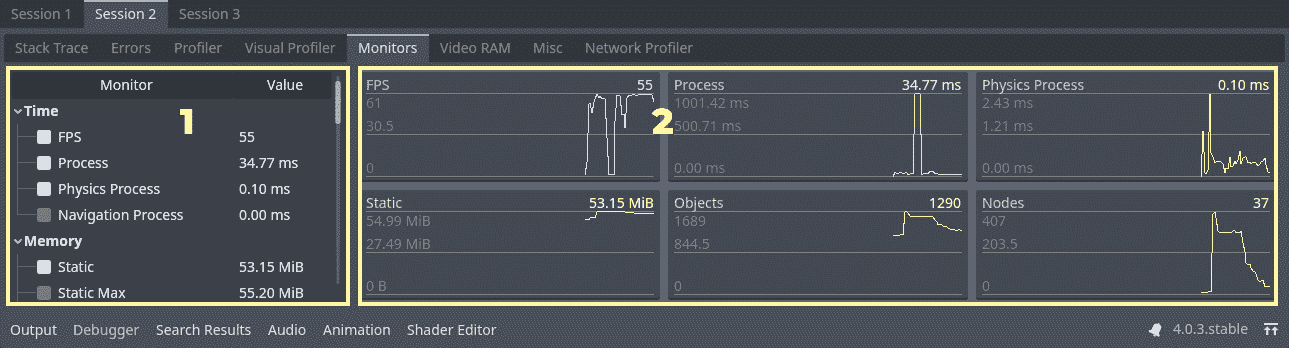 Session 1 Session 2 Session 3
Stack Trace Errors Profiler Visual Profiler Monitors Video RAM Misc Network Profiler
Monitor Value
Time
FPS 55
Process 34.77 ms
Physics Process 0.10 ms
Navigation Process 0.00 ms
Memory
Static 53.15 MiB
Static Max 55.20 MiB
1
2
FPS 55
61
30.5
0
Process 34.77 ms
1001.42 ms
500.71 ms
0.00 ms
Physics Process 0.10 ms
2.43 ms
1.21 ms
0.00 ms
Static 53.15 MiB
54.99 MiB
27.49 MiB
0 B
Objects 1290
1689
844.5
0
Nodes 37
407
203.5
0
Output Debugger Search Results Audio Animation Shader Editor 4.0.3.stable